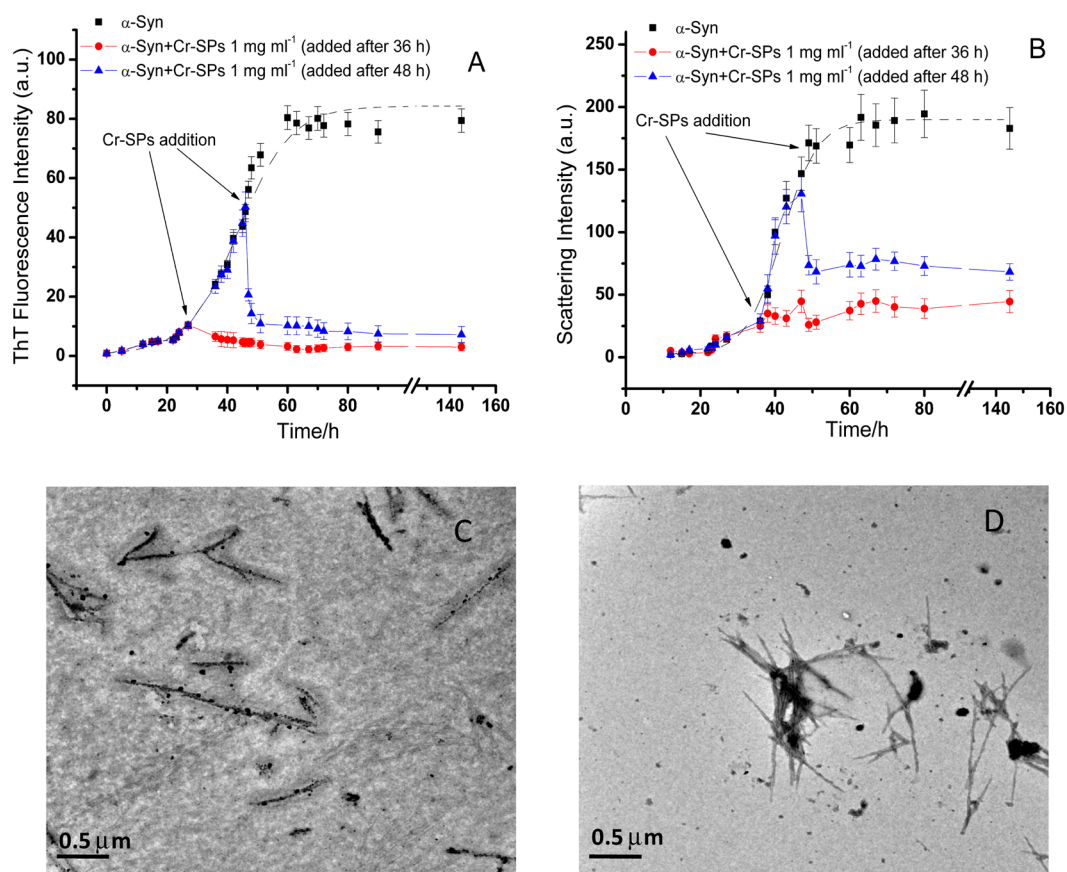 α-Syn
α-Syn+Cr-SPs 1 mg ml⁻¹ (added after 36 h)
α-Syn+Cr-SPs 1 mg ml⁻¹ (added after 48 h)
A
Cr-SPs addition
ThT Fluorescence Intensity (a.u.)
100
80
60
40
20
0
0 20 40 60 80 140 160
Time/h
α-Syn
α-Syn+Cr-SPs 1 mg ml⁻¹ (added after 36 h)
α-Syn+Cr-SPs 1 mg ml⁻¹ (added after 48 h)
B
Cr-SPs addition
Scattering Intensity (a.u.)
250
200
150
100
50
0
0 20 40 60 80 140 160
Time/h
C
0.5 μm
D
0.5 μm